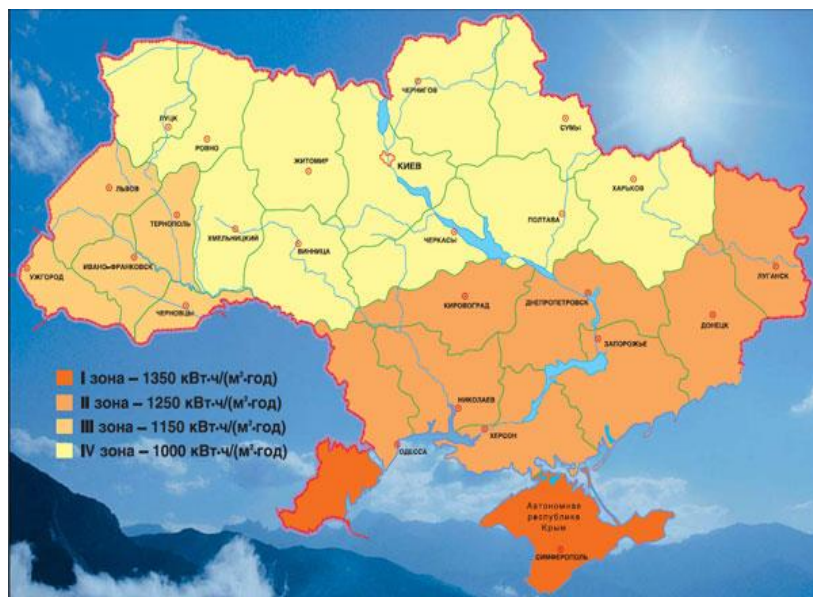 ЧЕРНИГОВ
ЛУЦК
РОВНО
СУМЫ
ЖИТОМИР
КИЕВ
ХАРЬКОВ
ЛЬВОВ
ТЕРНОПОЛЬ
ХМЕЛЬНИЦКИЙ
ВИННИЦА
ЧЕРКАСЫ
ПОЛТАВА
УЖГОРОД
ИВАНО-ФРАНКОВСК
ЧЕРНОВЦЫ
КИРОВОГРАД
ДНЕПРОПЕТРОВСК
ЛУГАНСК
ДОНЕЦК
ЗАПОРОЖЬЕ
I зона – 1350 кВт·ч/(м²·год)
II зона – 1250 кВт·ч/(м²·год)
III зона – 1150 кВт·ч/(м²·год)
IV зона – 1000 кВт·ч/(м²·год)
НИКОЛАЕВ
ХЕРСОН
ОДЕССА
Автономная
республика
Крым
СИМФЕРОПОЛЬ